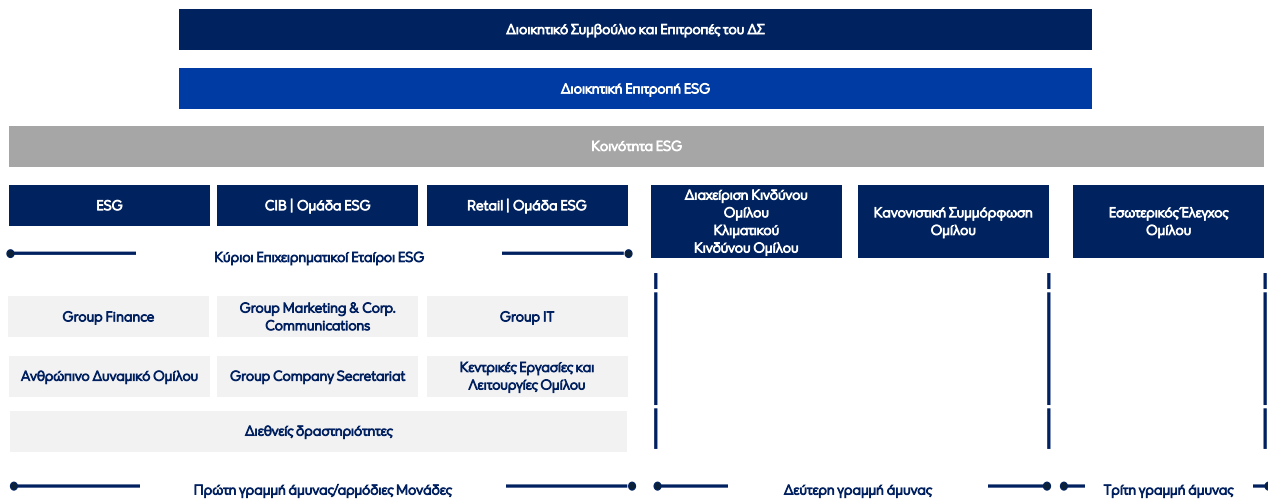 Διοικητικό Συμβούλιο και Επιτροπές του ΔΣ
Διοικητική Επιτροπή ESG
Κοινότητα ESG
ESG
CIB | Ομάδα ESG
Retail | Ομάδα ESG
Διαχείριση Κινδύνου
Ομίλου
Κλιματικού
Κινδύνου Ομίλου
Κανονιστική Συμμόρφωση
Ομίλου
Εσωτερικός Έλεγχος
Ομίλου
Κύριοι Επιχειρηματικοί Εταίροι ESG
Group Finance
Group Marketing & Corp.
Communications
Group IT
Ανθρώπινο Δυναμικό Ομίλου
Group Company Secretariat
Κεντρικές Εργασίες και
Λειτουργίες Ομίλου
Διεθνείς δραστηριότητες
Πρώτη γραμμή άμυνας/αρμόδιες Μονάδες
Δεύτερη γραμμή άμυνας
Τρίτη γραμμή άμυνας